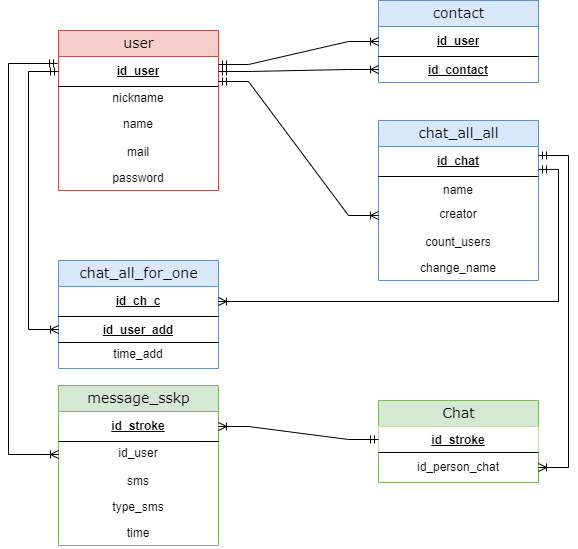 user
id_user
nickname
name
mail
password
contact
id_user
id_contact
chat_all_all
id_chat
name
creator
count_users
change_name
chat_all_for_one
id_ch_c
id_user_add
time_add
message_sskp
id_stroke
id_user
sms
type_sms
time
Chat
id_stroke
id_person_chat